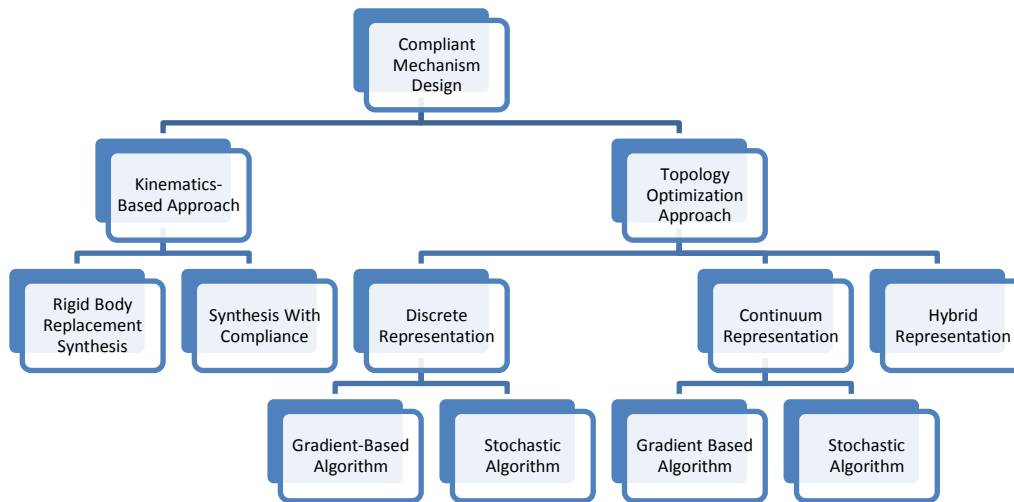 Compliant
Mechanism
Design
Kinematics-
Based Approach
Topology
Optimization
Approach
Rigid Body
Replacement
Synthesis
Synthesis With
Compliance
Discrete
Representation
Continuum
Representation
Hybrid
Representation
Gradient-Based
Algorithm
Stochastic
Algorithm
Gradient Based
Algorithm
Stochastic
Algorithm